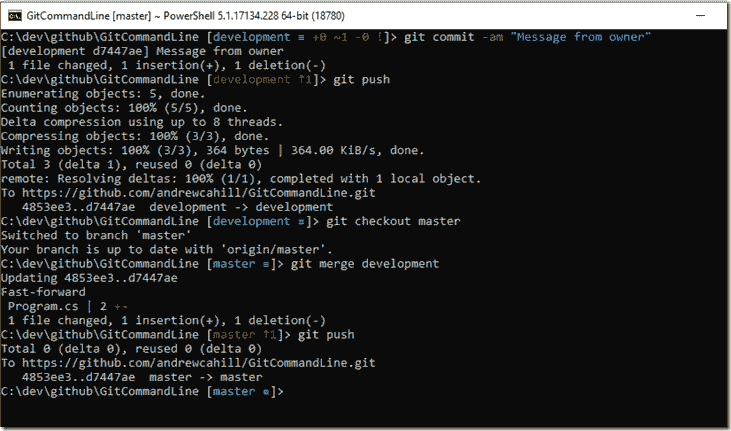 GitCommandLine [master] ~ PowerShell 5.1.17134.228 64-bit (18780)
C:\dev\github\GitCommandLine [development ≡ +0 ~1 -0 !]> git commit -am "Message from owner"
[development d7447ae] Message from owner
 1 file changed, 1 insertion(+), 1 deletion(-)
C:\dev\github\GitCommandLine [development ↑1]> git push
Enumerating objects: 5, done.
Counting objects: 100% (5/5), done.
Delta compression using up to 8 threads.
Compressing objects: 100% (3/3), done.
Writing objects: 100% (3/3), 364 bytes | 364.00 KiB/s, done.
Total 3 (delta 1), reused 0 (delta 0)
remote: Resolving deltas: 100% (1/1), completed with 1 local object.
To https://github.com/andrewcahill/GitCommandLine.git
   4853ee3..d7447ae  development -> development
C:\dev\github\GitCommandLine [development ≡]> git checkout master
Switched to branch 'master'
Your branch is up to date with 'origin/master'.
C:\dev\github\GitCommandLine [master ≡]> git merge development
Updating 4853ee3..d7447ae
Fast-forward
 Program.cs | 2 +-
 1 file changed, 1 insertion(+), 1 deletion(-)
C:\dev\github\GitCommandLine [master ↑1]> git push
Total 0 (delta 0), reused 0 (delta 0)
To https://github.com/andrewcahill/GitCommandLine.git
   4853ee3..d7447ae  master -> master
C:\dev\github\GitCommandLine [master ≡]>